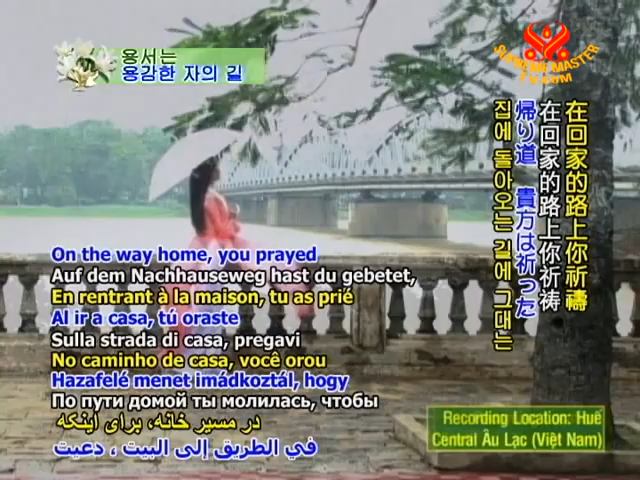 용서는
용감한 자의 길
SUPREME MASTER
TV.COM
在回家的路上你祈禱
在回家的路上你祈祷
帰り道 貴方は祈った
집에 돌아오는 길에 그대는
On the way home, you prayed
Auf dem Nachhauseweg hast du gebetet,
En rentrant à la maison, tu as prié
Al ir a casa, tú oraste
Sulla strada di casa, pregavi
No caminho de casa, você orou
Hazafelé menet imádkoztál, hogy
По пути домой ты молилась, чтобы
در مسیر خانه، برای اینکه
في الطريق إلى البيت ، دعيت
Recording Location: Huế
Central Âu Lạc (Việt Nam)